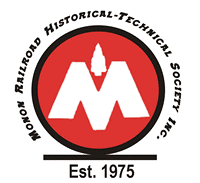 MONON RAILROAD HISTORICAL-TECHNICAL SOCIETY INC.
M
Est. 1975